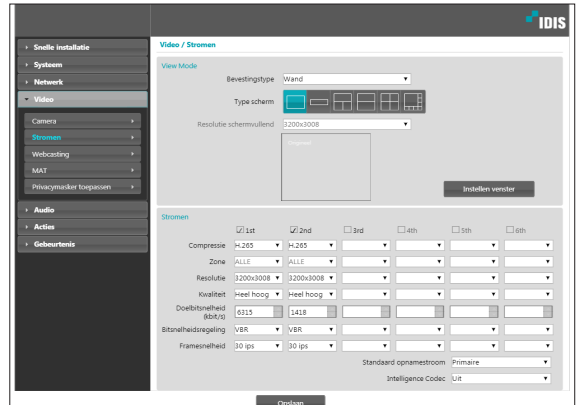 IDIS
Snelle installatie
Systeem
Netwerk
Video
Camera
Stromen
Webcasting
MAT
Privacymasker toepassen
Audio
Acties
Gebeurtenis
Video / Stromen
View Mode
Bevestingstype Wand
Type scherm
Resolutie schermvullend 3200x3008
Instellen venster
Stromen
1st 2nd 3rd 4th 5th 6th
Compressie H.265 H.265
Zone ALLE ALLE
Resolutie 3200x3008 3200x3008
Kwaliteit Heel hoog Heel hoog
Doelbitsnelheid
(kbit/s) 6315 1418
Bitsnelheidsregeling VBR VBR
Framesnelheid 30 ips 30 ips
Standaard opnamestroom Primaire
Intelligence Codec Uit
Opslaan